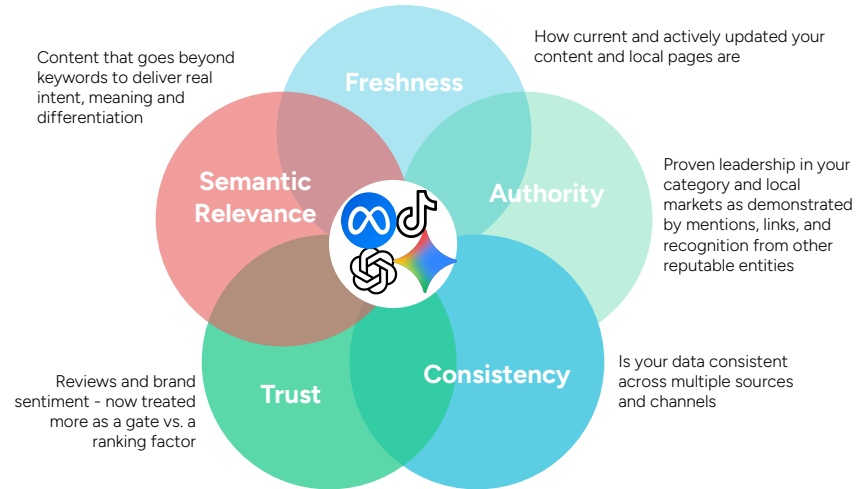 Freshness
How current and actively updated your
content and local pages are
Content that goes beyond
keywords to deliver real
intent, meaning and
differentiation
Semantic
Relevance
Authority
Proven leadership in your
category and local
markets as demonstrated
by mentions, links, and
recognition from other
reputable entities
Consistency
Is your data consistent
across multiple sources
and channels
Trust
Reviews and brand
sentiment - now treated
more as a gate vs. a
ranking factor